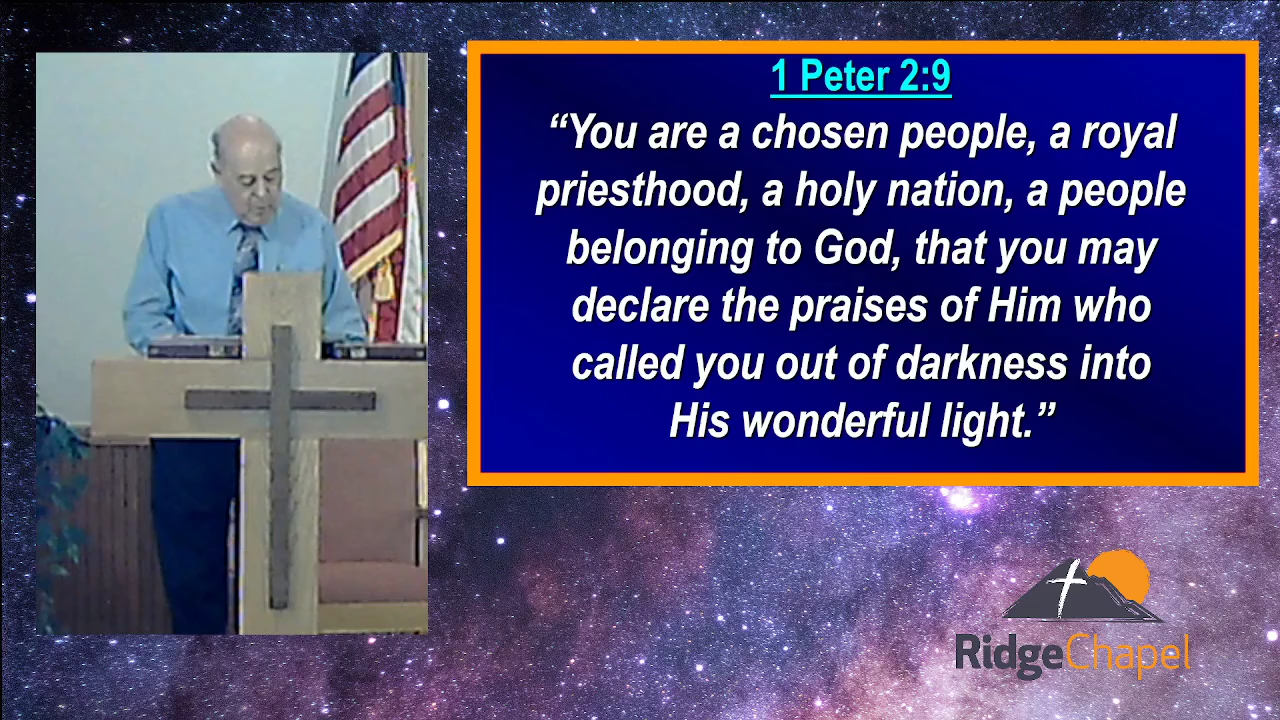 1 Peter 2:9
“You are a chosen people, a royal
priesthood, a holy nation, a people
belonging to God, that you may
declare the praises of Him who
called you out of darkness into
His wonderful light.”
RidgeChapel